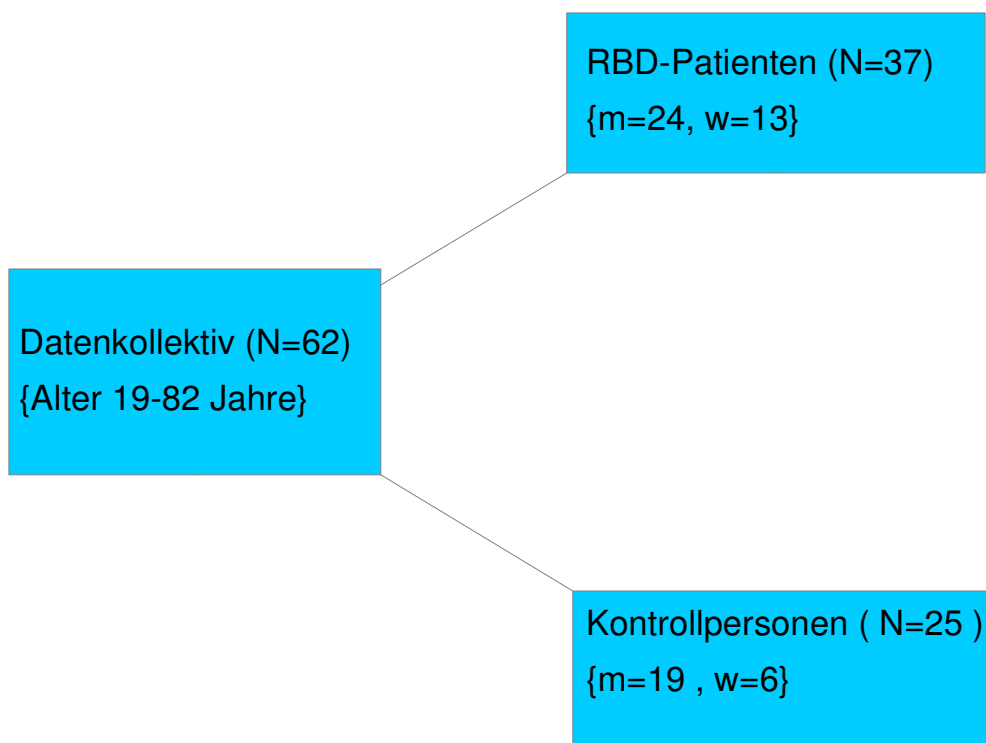 RBD-Patienten (N=37)
{m=24, w=13}
Datenkollektiv (N=62)
{Alter 19-82 Jahre}
Kontrollpersonen ( N=25 )
{m=19 , w=6}